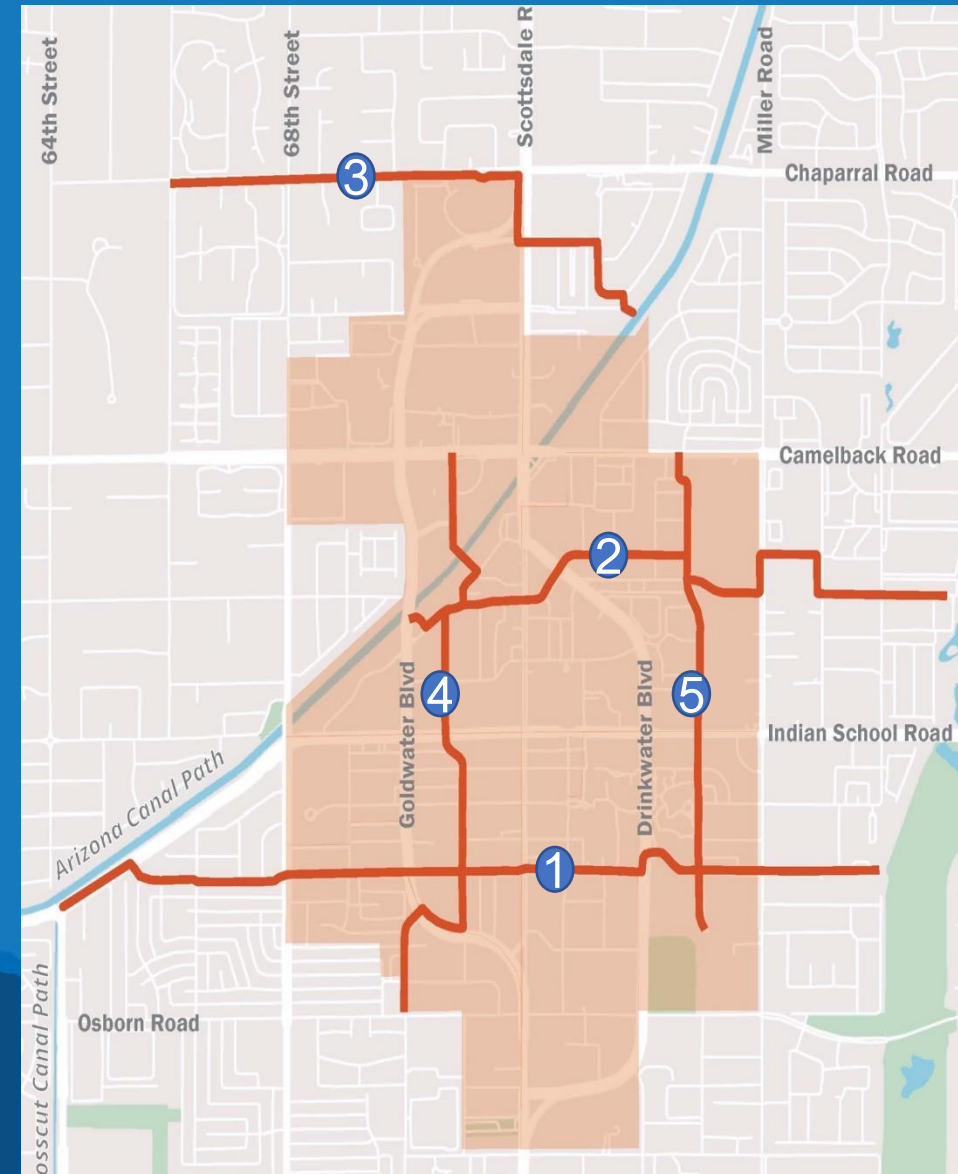 64th Street
68th Street
Scottsdale R
Miller Road
Chaparral Road
3
Camelback Road
2
4
5
Goldwater Blvd
Drinkwater Blvd
Indian School Road
Arizona Canal Path
1
Osborn Road
osscut Canal Path